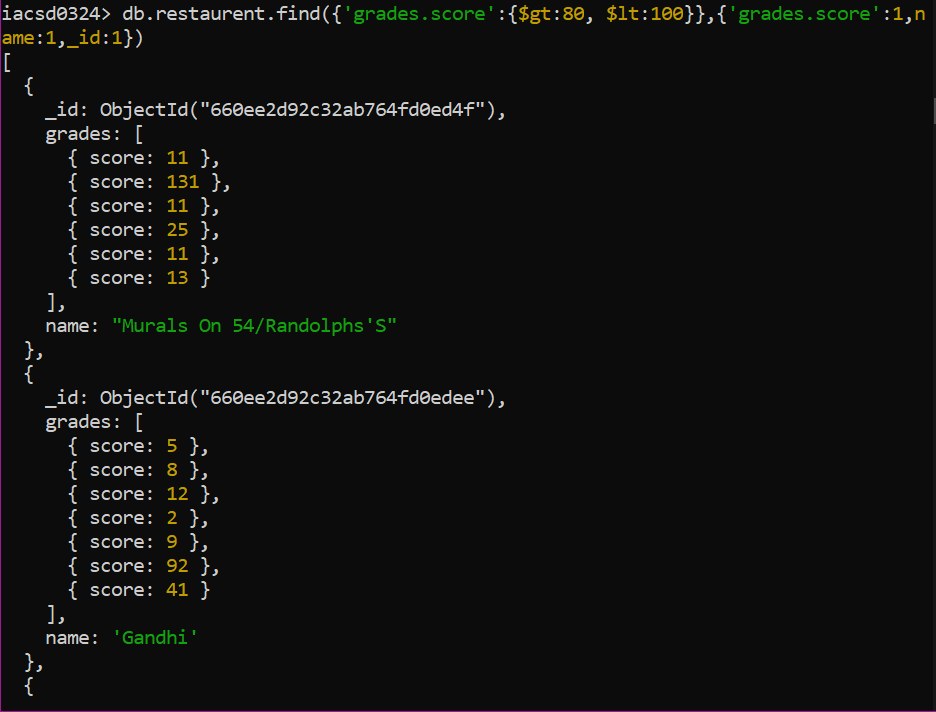 iacsd0324> db.restaurent.find({'grades.score':{$gt:80, $lt:100}},{'grades.score':1,n
ame:1,_id:1})
[
  {
    _id: ObjectId("660ee2d92c32ab764fd0ed4f"),
    grades: [
      { score: 11 },
      { score: 131 },
      { score: 11 },
      { score: 25 },
      { score: 11 },
      { score: 13 }
    ],
    name: "Murals On 54/Randolphs'S"
  },
  {
    _id: ObjectId("660ee2d92c32ab764fd0edee"),
    grades: [
      { score: 5 },
      { score: 8 },
      { score: 12 },
      { score: 2 },
      { score: 9 },
      { score: 92 },
      { score: 41 }
    ],
    name: 'Gandhi'
  },
  {